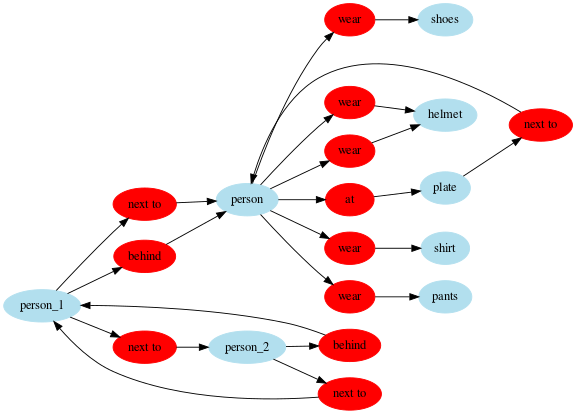 wear
shoes
wear
helmet
next to
wear
plate
next to
person
at
behind
wear
shirt
person_1
wear
pants
next to
person_2
behind
next to